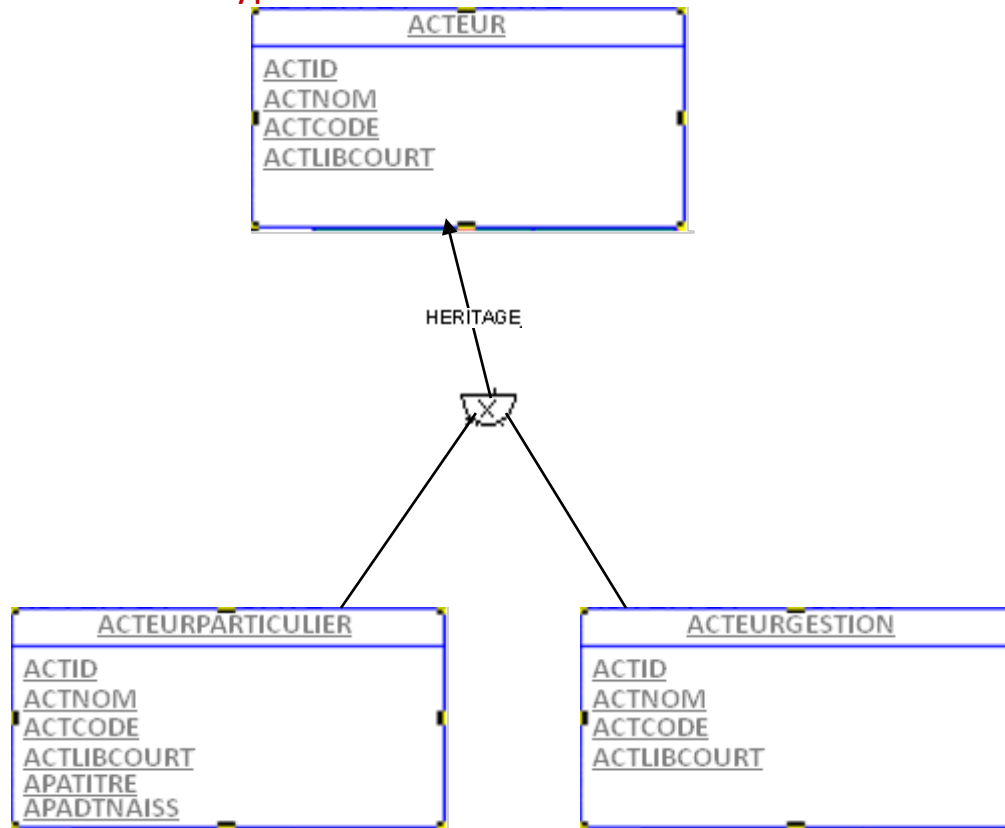 ACTEUR
ACTID
ACTNOM
ACTCODE
ACTLIBCOURT
HERITAGE
X
ACTEURPARTICULIER
ACTID
ACTNOM
ACTCODE
ACTLIBCOURT
APATITRE
APADTNAISS
ACTEURGESTION
ACTID
ACTNOM
ACTCODE
ACTLIBCOURT